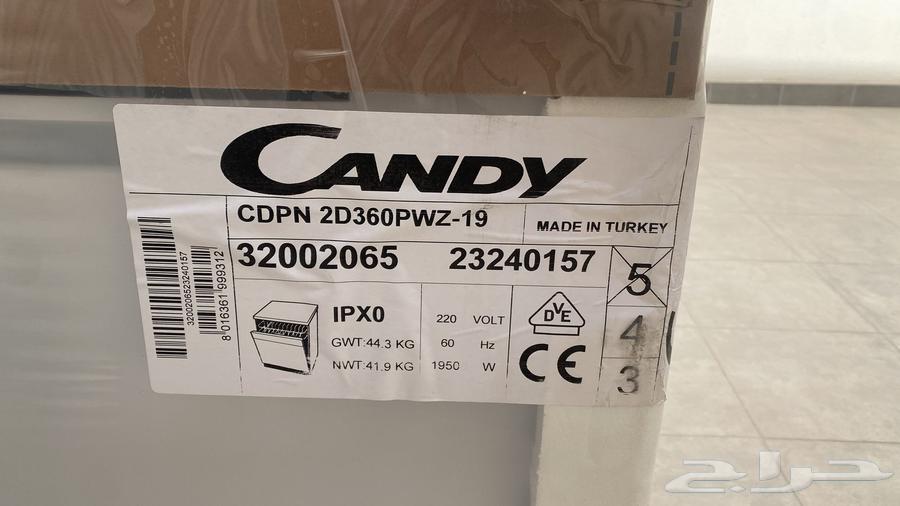 CANDY
CDPN 2D360PWZ-19
MADE IN TURKEY
32002065 23240157
3200206523240157
8 016361 999312
IPX0
GWT:44.3 KG
NWT:41.9 KG
220 VOLT
60 Hz
1950 W
DVE
CE
5
4
3
حراج